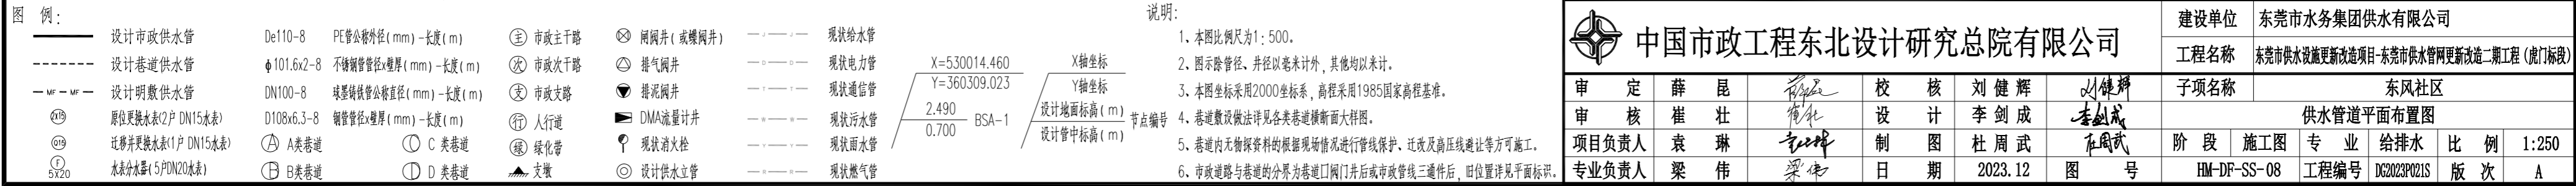 图 例:
设计市政供水管 De110-8 PE管公称外径(mm)-长度(m) 主 市政主干路 闸阀井(或蝶阀井) J J 现状给水管
设计巷道供水管 ϕ101.6x2-8 不锈钢管管径x壁厚(mm)-长度(m) 次 市政次干路 排气阀井 D D 现状电力管
MF MF 设计明敷供水管 DN100-8 球墨铸铁管公称直径(mm)-长度(m) 支 市政支路 排泥阀井 T T 现状通信管
2X15 原位更换水表(2户 DN15水表) D108x6.3-8 钢管管径x壁厚(mm)-长度(m) 行 人行道 DMA流量计井 W W 现状污水管
Q15 迁移并更换水表(1户 DN15水表) A A类巷道 C C 类巷道 绿 绿化带 现状消火栓 Y Y 现状雨水管
F 5x20 水表分水器(5户DN20水表) B B类巷道 D D 类巷道 支墩 设计供水立管 R R 现状燃气管
X=530014.460 X轴坐标
Y=360309.023 Y轴坐标
2.490 BSA-1 设计地面标高(m) 节点编号
0.700 设计管中标高(m)
说明:
1、本图比例尺为1:500。
2、图示除管径、井径以毫米计外,其他均以米计。
3、本图坐标采用2000坐标系,高程采用1985国家高程基准。
4、巷道敷设做法详见各类巷道横断面大样图。
5、巷道内无物探资料的根据现场情况进行管线保护、迁改及高压线避让等方可施工。
6、市政道路与巷道的分界为巷道口阀门井后或市政管线三通件后,旧位置详见平面标识。
中国市政工程东北设计研究总院有限公司
建设单位 东莞市水务集团供水有限公司
工程名称 东莞市供水设施更新改造项目-东莞市供水管网更新改造二期工程(虎门标段)
审 定 薛 昆 校 核 刘健辉 刘健辉 子项名称 东风社区
审 核 崔 壮 设 计 李剑成 李剑成 供水管道平面布置图
项目负责人 袁 琳 制 图 杜周武 杜周武 阶 段 施工图 专 业 给排水 比 例 1:250
专业负责人 梁 伟 梁伟 日 期 2023.12 图 号 HM-DF-SS-08 工程编号 DG2023P021S 版 次 A